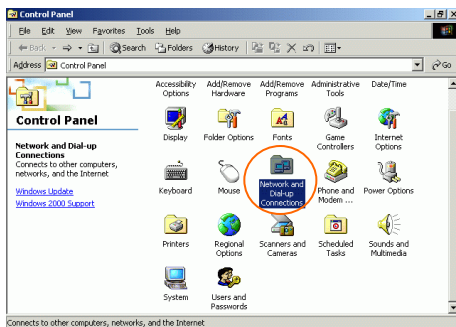 Control Panel
File Edit View Favorites Tools Help
Back Search Folders History
Address Control Panel Go
Control Panel
Network and Dial-up
Connections
Connects to other computers,
networks, and the Internet
Windows Update
Windows 2000 Support
Accessibility
Options
Add/Remove
Hardware
Add/Remove
Programs
Administrative
Tools
Date/Time
Display
Folder Options
Fonts
Game
Controllers
Internet
Options
Keyboard
Mouse
Network and
Dial-up
Connections
Phone and
Modem ...
Power Options
Printers
Regional
Options
Scanners and
Cameras
Scheduled
Tasks
Sounds and
Multimedia
System
Users and
Passwords
Connects to other computers, networks, and the Internet